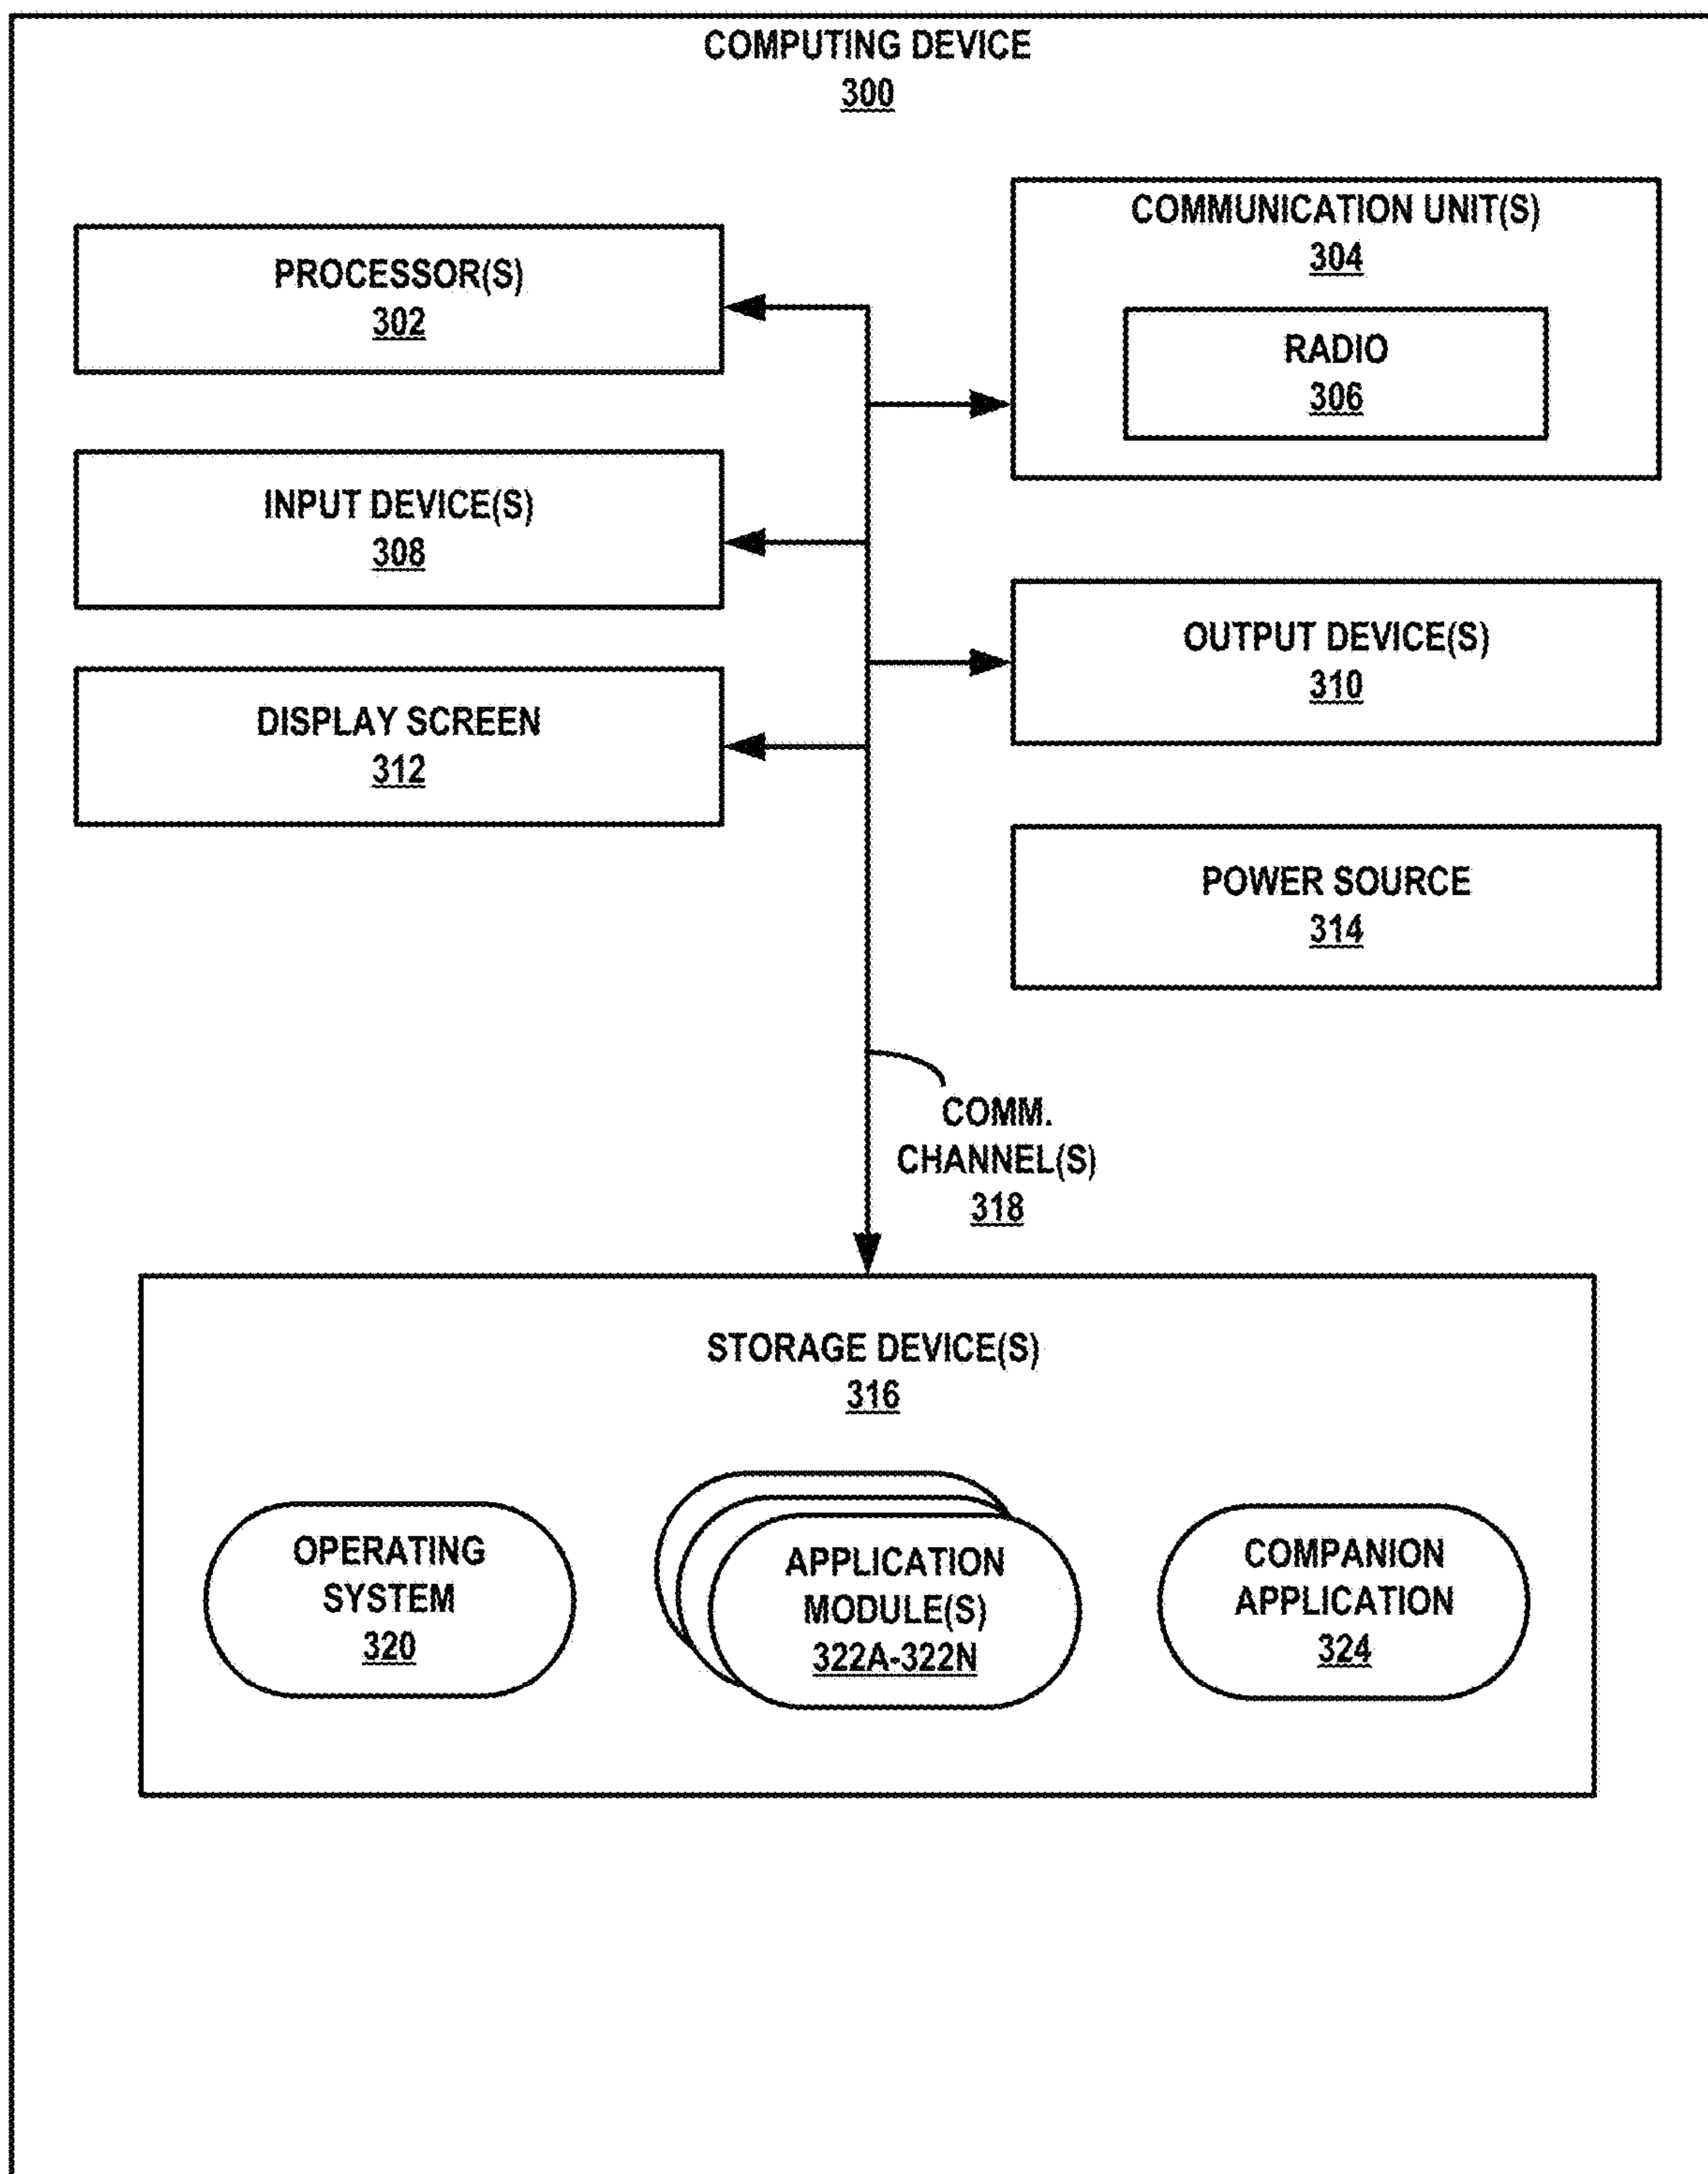 COMPUTING DEVICE
300
PROCESSOR(S)
302
COMMUNICATION UNIT(S)
304
RADIO
306
INPUT DEVICE(S)
308
OUTPUT DEVICE(S)
310
DISPLAY SCREEN
312
POWER SOURCE
314
COMM.
CHANNEL(S)
318
STORAGE DEVICE(S)
316
OPERATING
SYSTEM
320
APPLICATION
MODULE(S)
322A-322N
COMPANION
APPLICATION
324